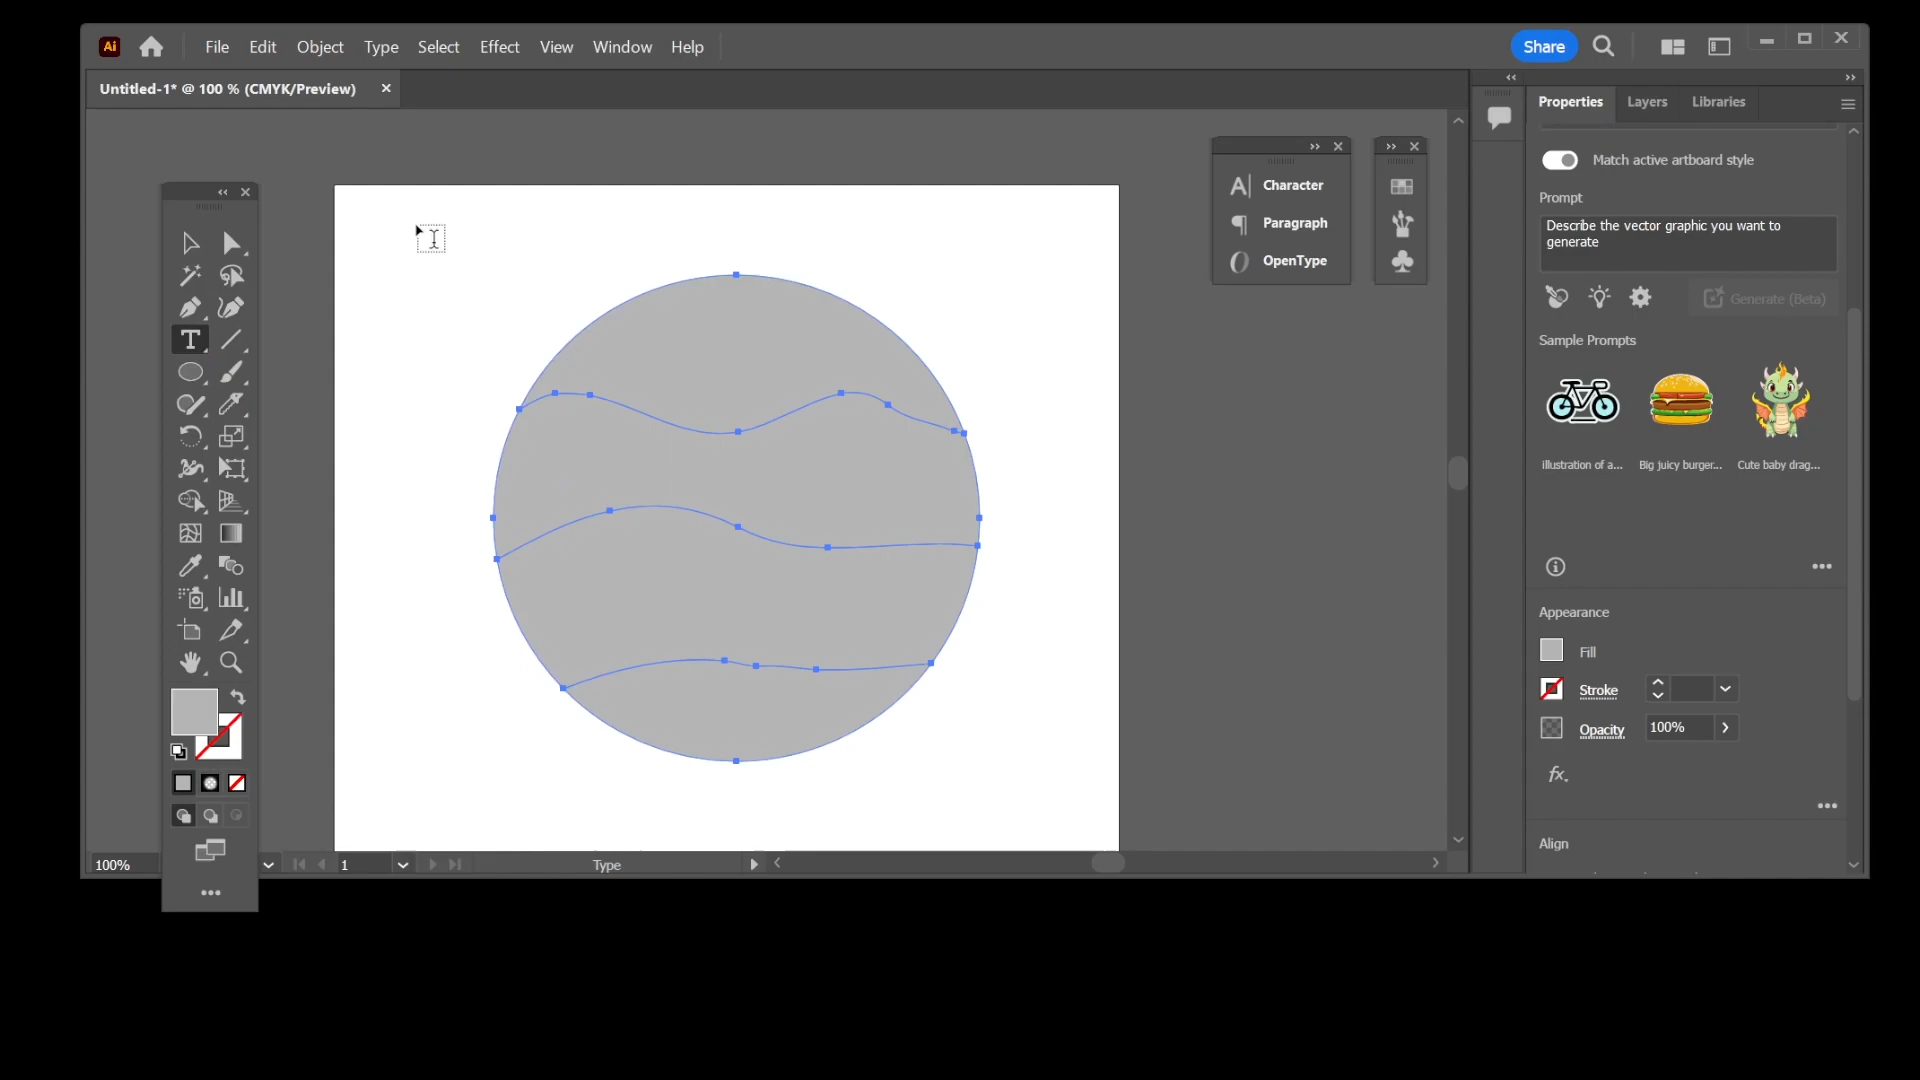 Ai File Edit Object Type Select Effect View Window Help Share
Untitled-1* @ 100 % (CMYK/Preview)
Properties Layers Libraries
Match active artboard style
Prompt
Describe the vector graphic you want to
generate
Generate (Beta)
Sample Prompts
illustration of a... Big juicy burger... Cute baby drag...
Appearance
Fill
Stroke
Opacity 100%
fx.
Align
Character
Paragraph
OpenType
100% 1 Type